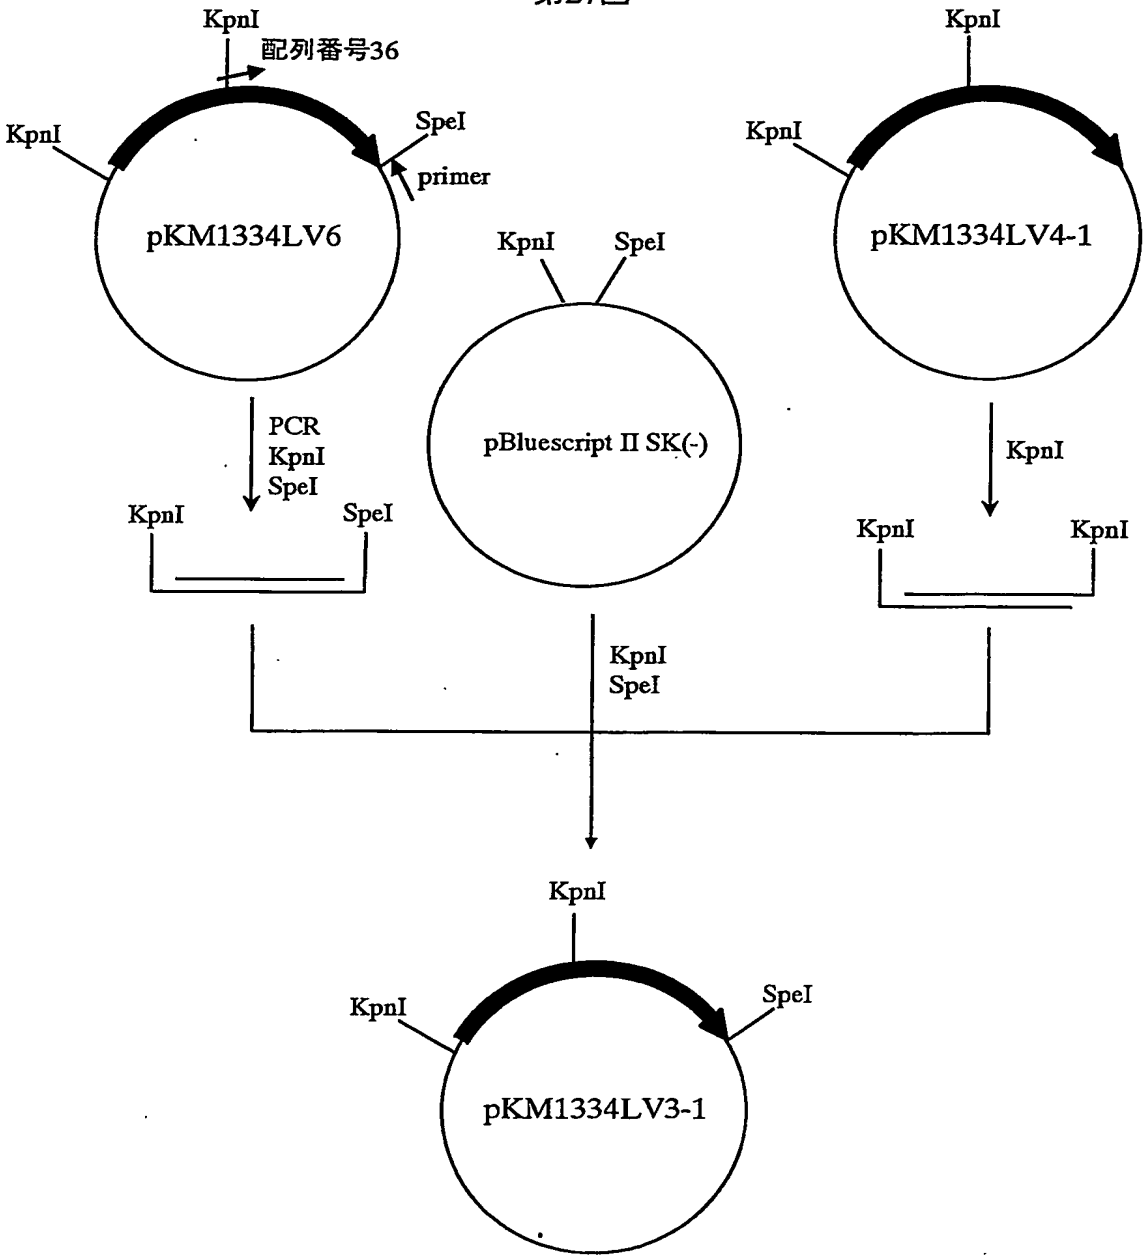 KpnI
配列番号36
KpnI
SpeI
primer
pKM1334LV6
KpnI
KpnI
pKM1334LV4-1
KpnI
SpeI
pBluescript II SK(-)
PCR
KpnI
SpeI
KpnI
SpeI
KpnI
KpnI
KpnI
KpnI
SpeI
KpnI
KpnI
SpeI
pKM1334LV3-1